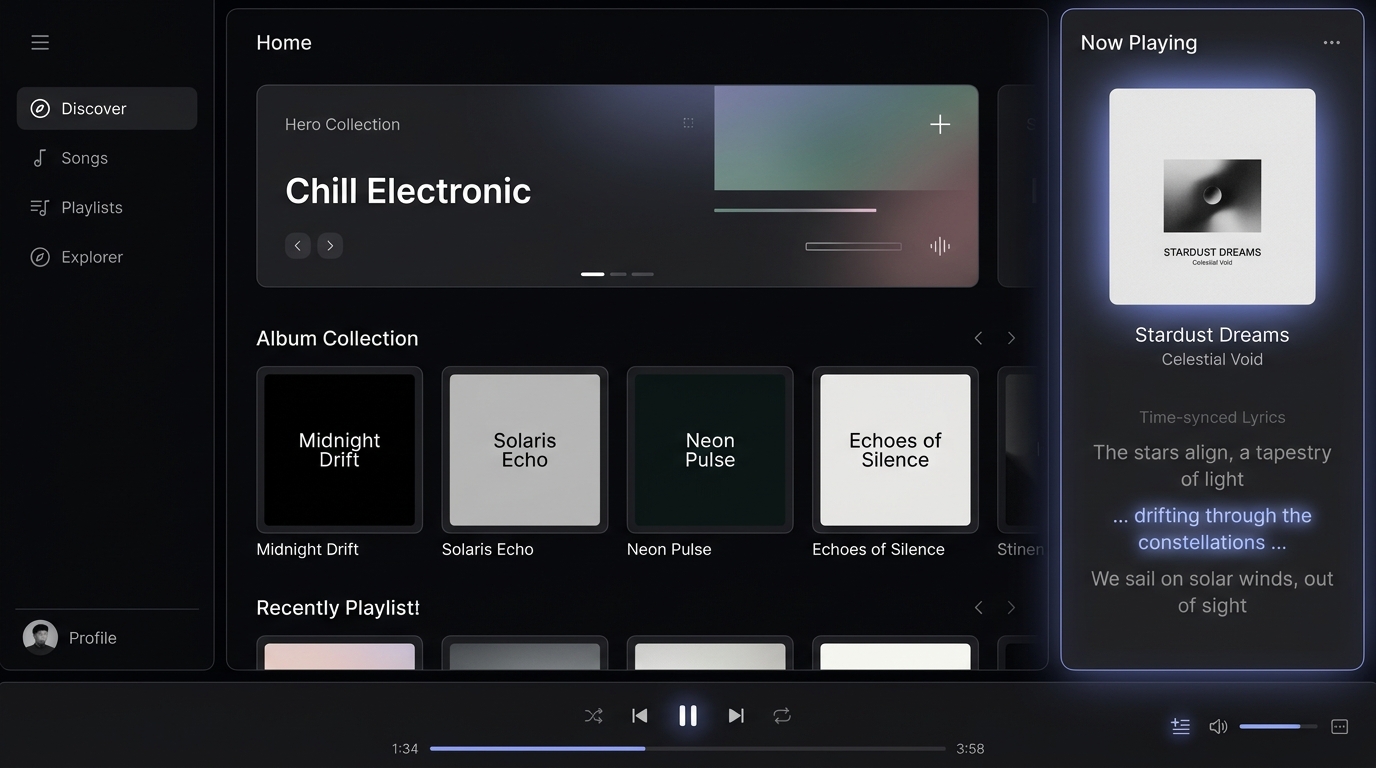 Discover
Songs
Playlists
Explorer
Profile
Home
Hero Collection
Chill Electronic
Album Collection
Midnight
Drift
Solaris
Echo
Neon
Pulse
Echoes of
Silence
Midnight Drift
Solaris Echo
Neon Pulse
Echoes of Silence
Stinen
Recently Playlist!
Now Playing
STARDUST DREAMS
Celestial Void
Stardust Dreams
Celestial Void
Time-synced Lyrics
The stars align, a tapestry
of light
... drifting through the
constellations ...
We sail on solar winds, out
of sight
1:34
3:58